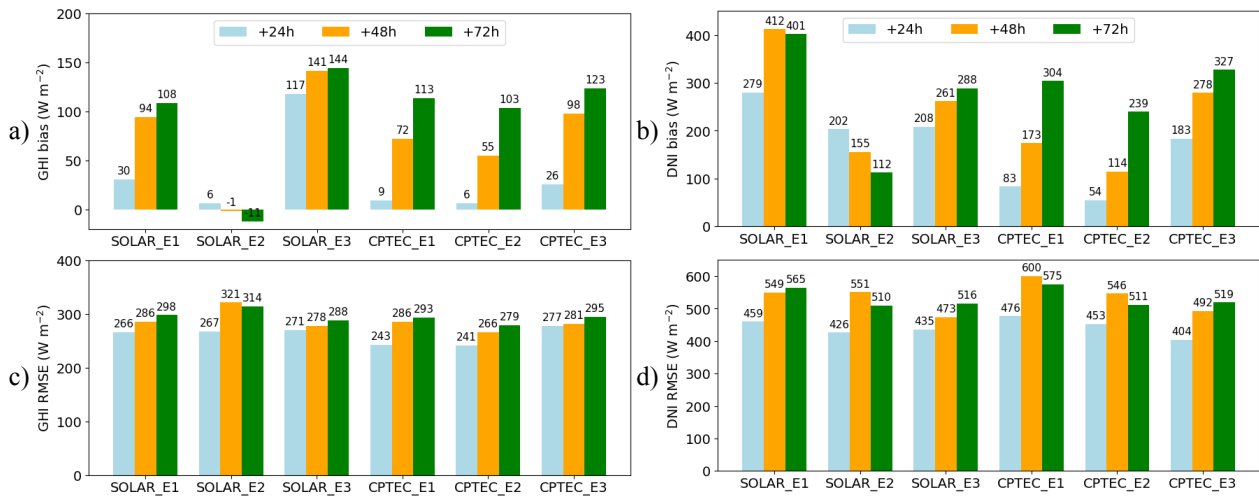 a)
GHI bias (W m⁻²)
200
150
100
50
0
+24h +48h +72h
30 94 108
6 -1 -11
117 141 144
9 72 113
6 55 103
26 98 123
SOLAR_E1 SOLAR_E2 SOLAR_E3 CPTEC_E1 CPTEC_E2 CPTEC_E3
b)
DNI bias (W m⁻²)
400
300
200
100
0
+24h +48h +72h
279 412 401
202 155 112
208 261 288
83 173 304
54 114 239
183 278 327
SOLAR_E1 SOLAR_E2 SOLAR_E3 CPTEC_E1 CPTEC_E2 CPTEC_E3
c)
GHI RMSE (W m⁻²)
400
300
200
100
0
266 286 298
267 321 314
271 278 288
243 286 293
241 266 279
277 281 295
SOLAR_E1 SOLAR_E2 SOLAR_E3 CPTEC_E1 CPTEC_E2 CPTEC_E3
d)
DNI RMSE (W m⁻²)
600
500
400
300
200
100
0
459 549 565
426 551 510
435 473 516
476 600 575
453 546 511
404 492 519
SOLAR_E1 SOLAR_E2 SOLAR_E3 CPTEC_E1 CPTEC_E2 CPTEC_E3